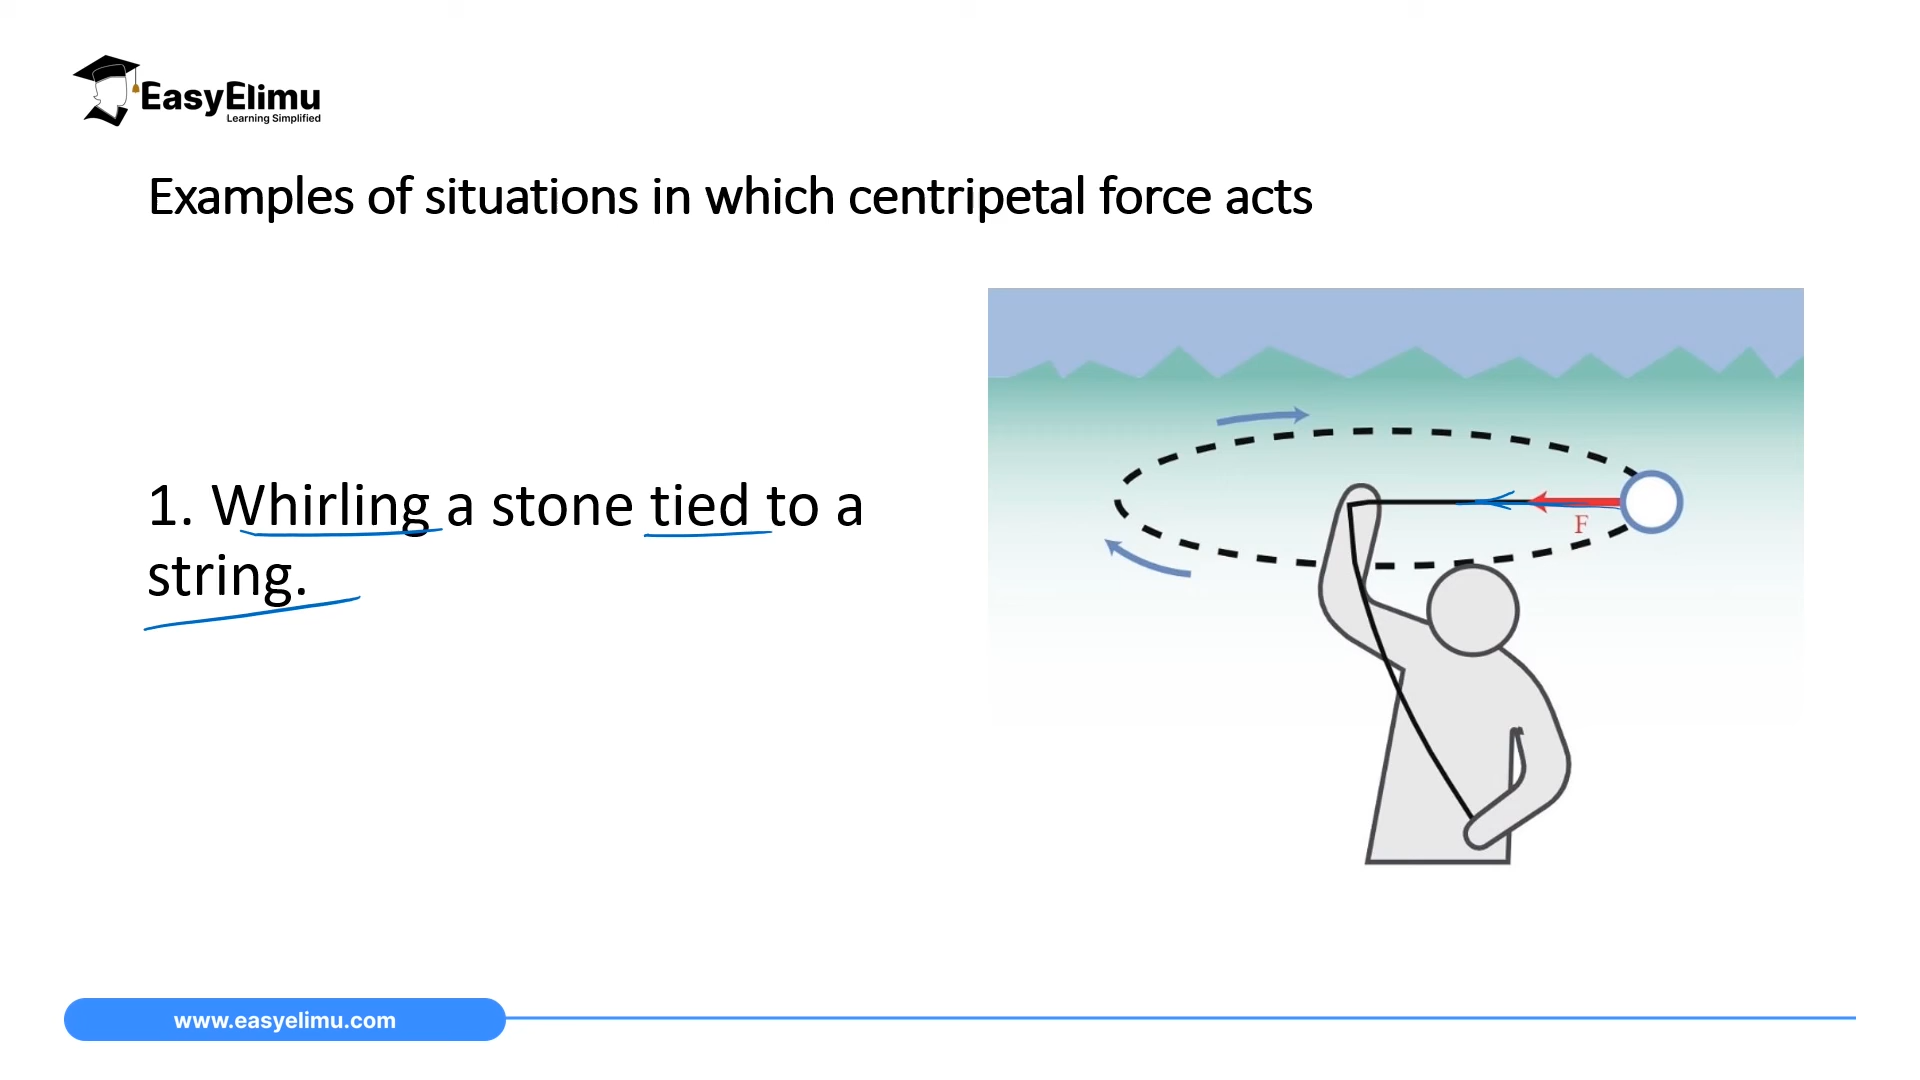 EasyElimu
Learning Simplified
Examples of situations in which centripetal force acts
1. Whirling a stone tied to a
string.
F
www.easyelimu.com